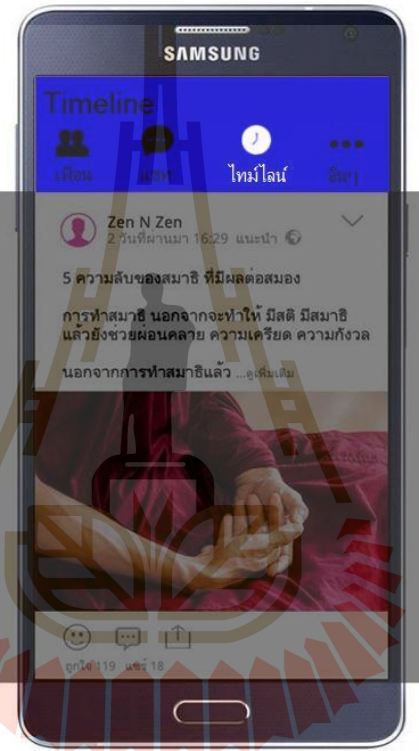 SAMSUNG
Timeline
เพื่อน แชท ไทม์ไลน์ อื่นๆ
Zen N Zen
2 วันที่ผ่านมา 16:29 แนะนำ
5 ความลับของสมาธิ ที่มีผลต่อสมอง
การทำสมาธิ นอกจากจะทำให้ มีสติ มีสมาธิ
แล้วยังช่วยผ่อนคลาย ความเครียด ความกังวล
นอกจากการทำสมาธิแล้ว ...ดูเพิ่มเติม
ถูกใจ 119 แชร์ 18